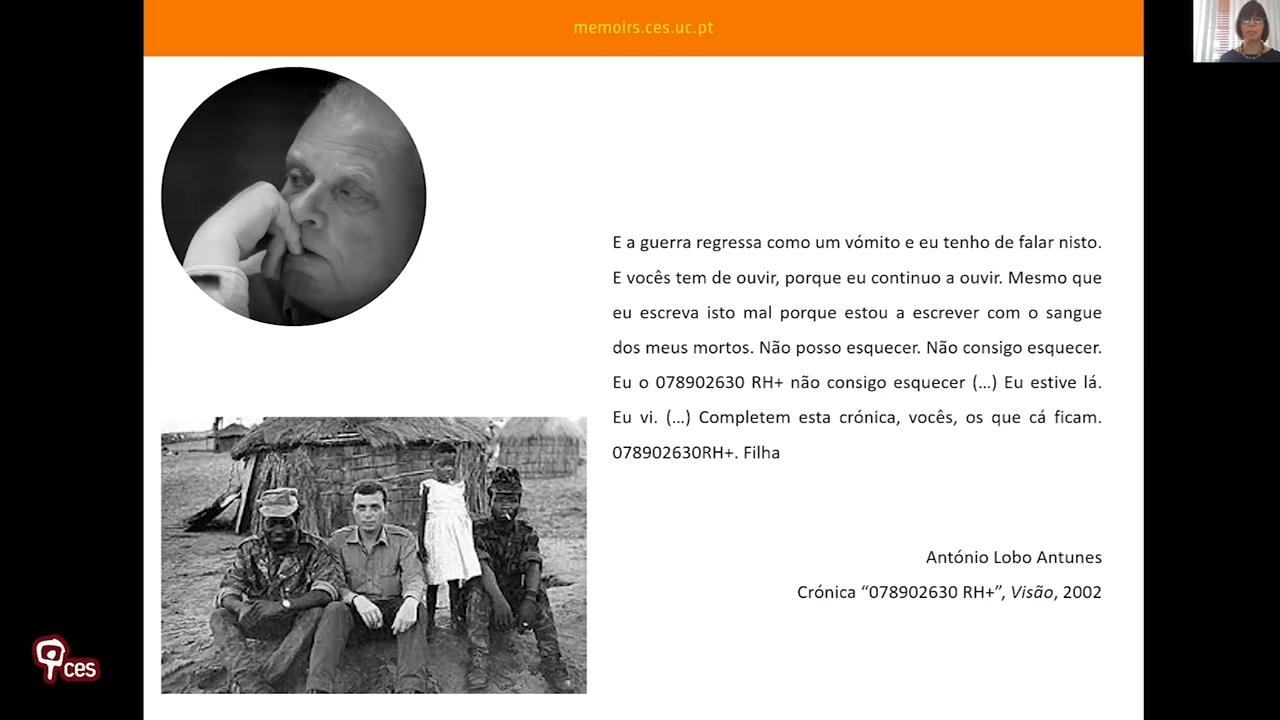 memoirs.ces.uc.pt
E a guerra regressa como um vómito e eu tenho de falar nisto.
E vocês tem de ouvir, porque eu continuo a ouvir. Mesmo que
eu escreva isto mal porque estou a escrever com o sangue
dos meus mortos. Não posso esquecer. Não consigo esquecer.
Eu o 078902630 RH+ não consigo esquecer (…) Eu estive lá.
Eu vi. (…) Completem esta crónica, vocês, os que cá ficam.
078902630RH+. Filha
António Lobo Antunes
Crónica “078902630 RH+”, Visão, 2002
ces